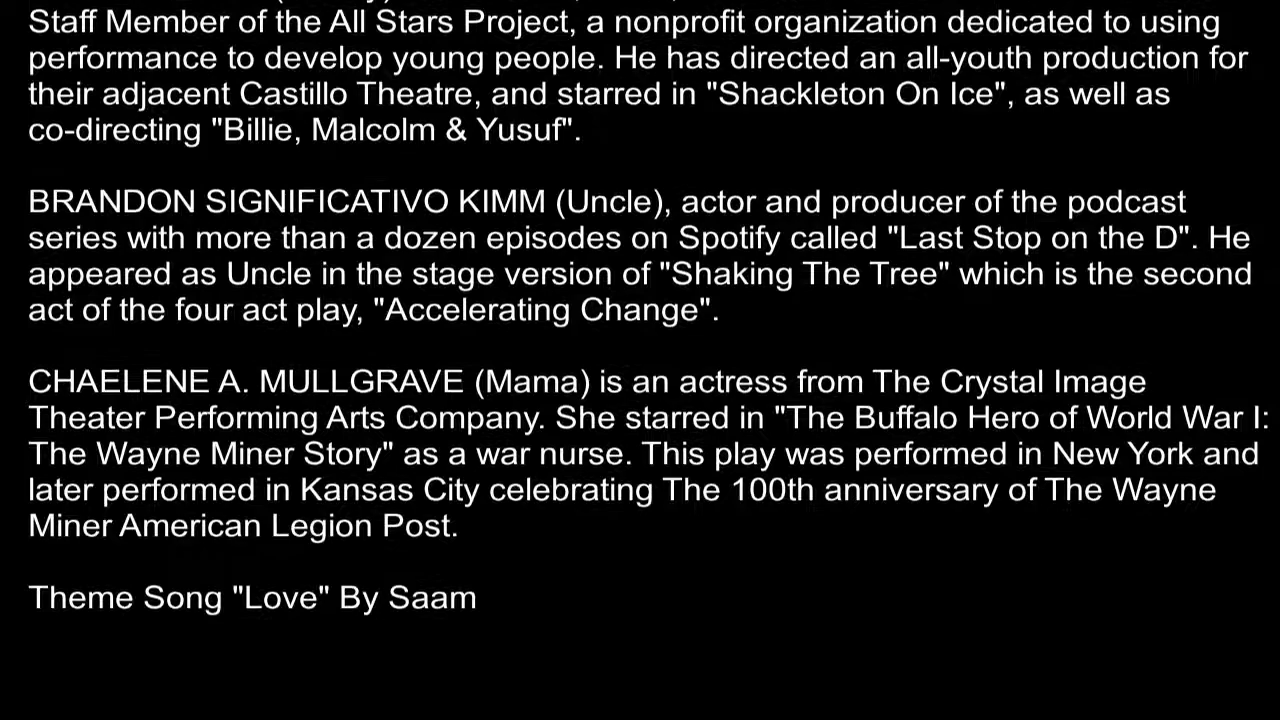 Staff Member of the All Stars Project, a nonprofit organization dedicated to using
performance to develop young people. He has directed an all-youth production for
their adjacent Castillo Theatre, and starred in "Shackleton On Ice", as well as
co-directing "Billie, Malcolm & Yusuf".
BRANDON SIGNIFICATIVO KIMM (Uncle), actor and producer of the podcast
series with more than a dozen episodes on Spotify called "Last Stop on the D". He
appeared as Uncle in the stage version of "Shaking The Tree" which is the second
act of the four act play, "Accelerating Change".
CHAELENE A. MULLGRAVE (Mama) is an actress from The Crystal Image
Theater Performing Arts Company. She starred in "The Buffalo Hero of World War I:
The Wayne Miner Story" as a war nurse. This play was performed in New York and
later performed in Kansas City celebrating The 100th anniversary of The Wayne
Miner American Legion Post.
Theme Song "Love" By Saam